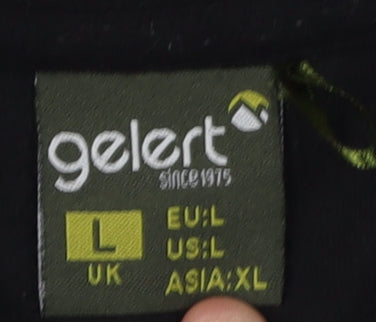 gelert
since 1975
L
UK
EU:L
US:L
ASIA:XL